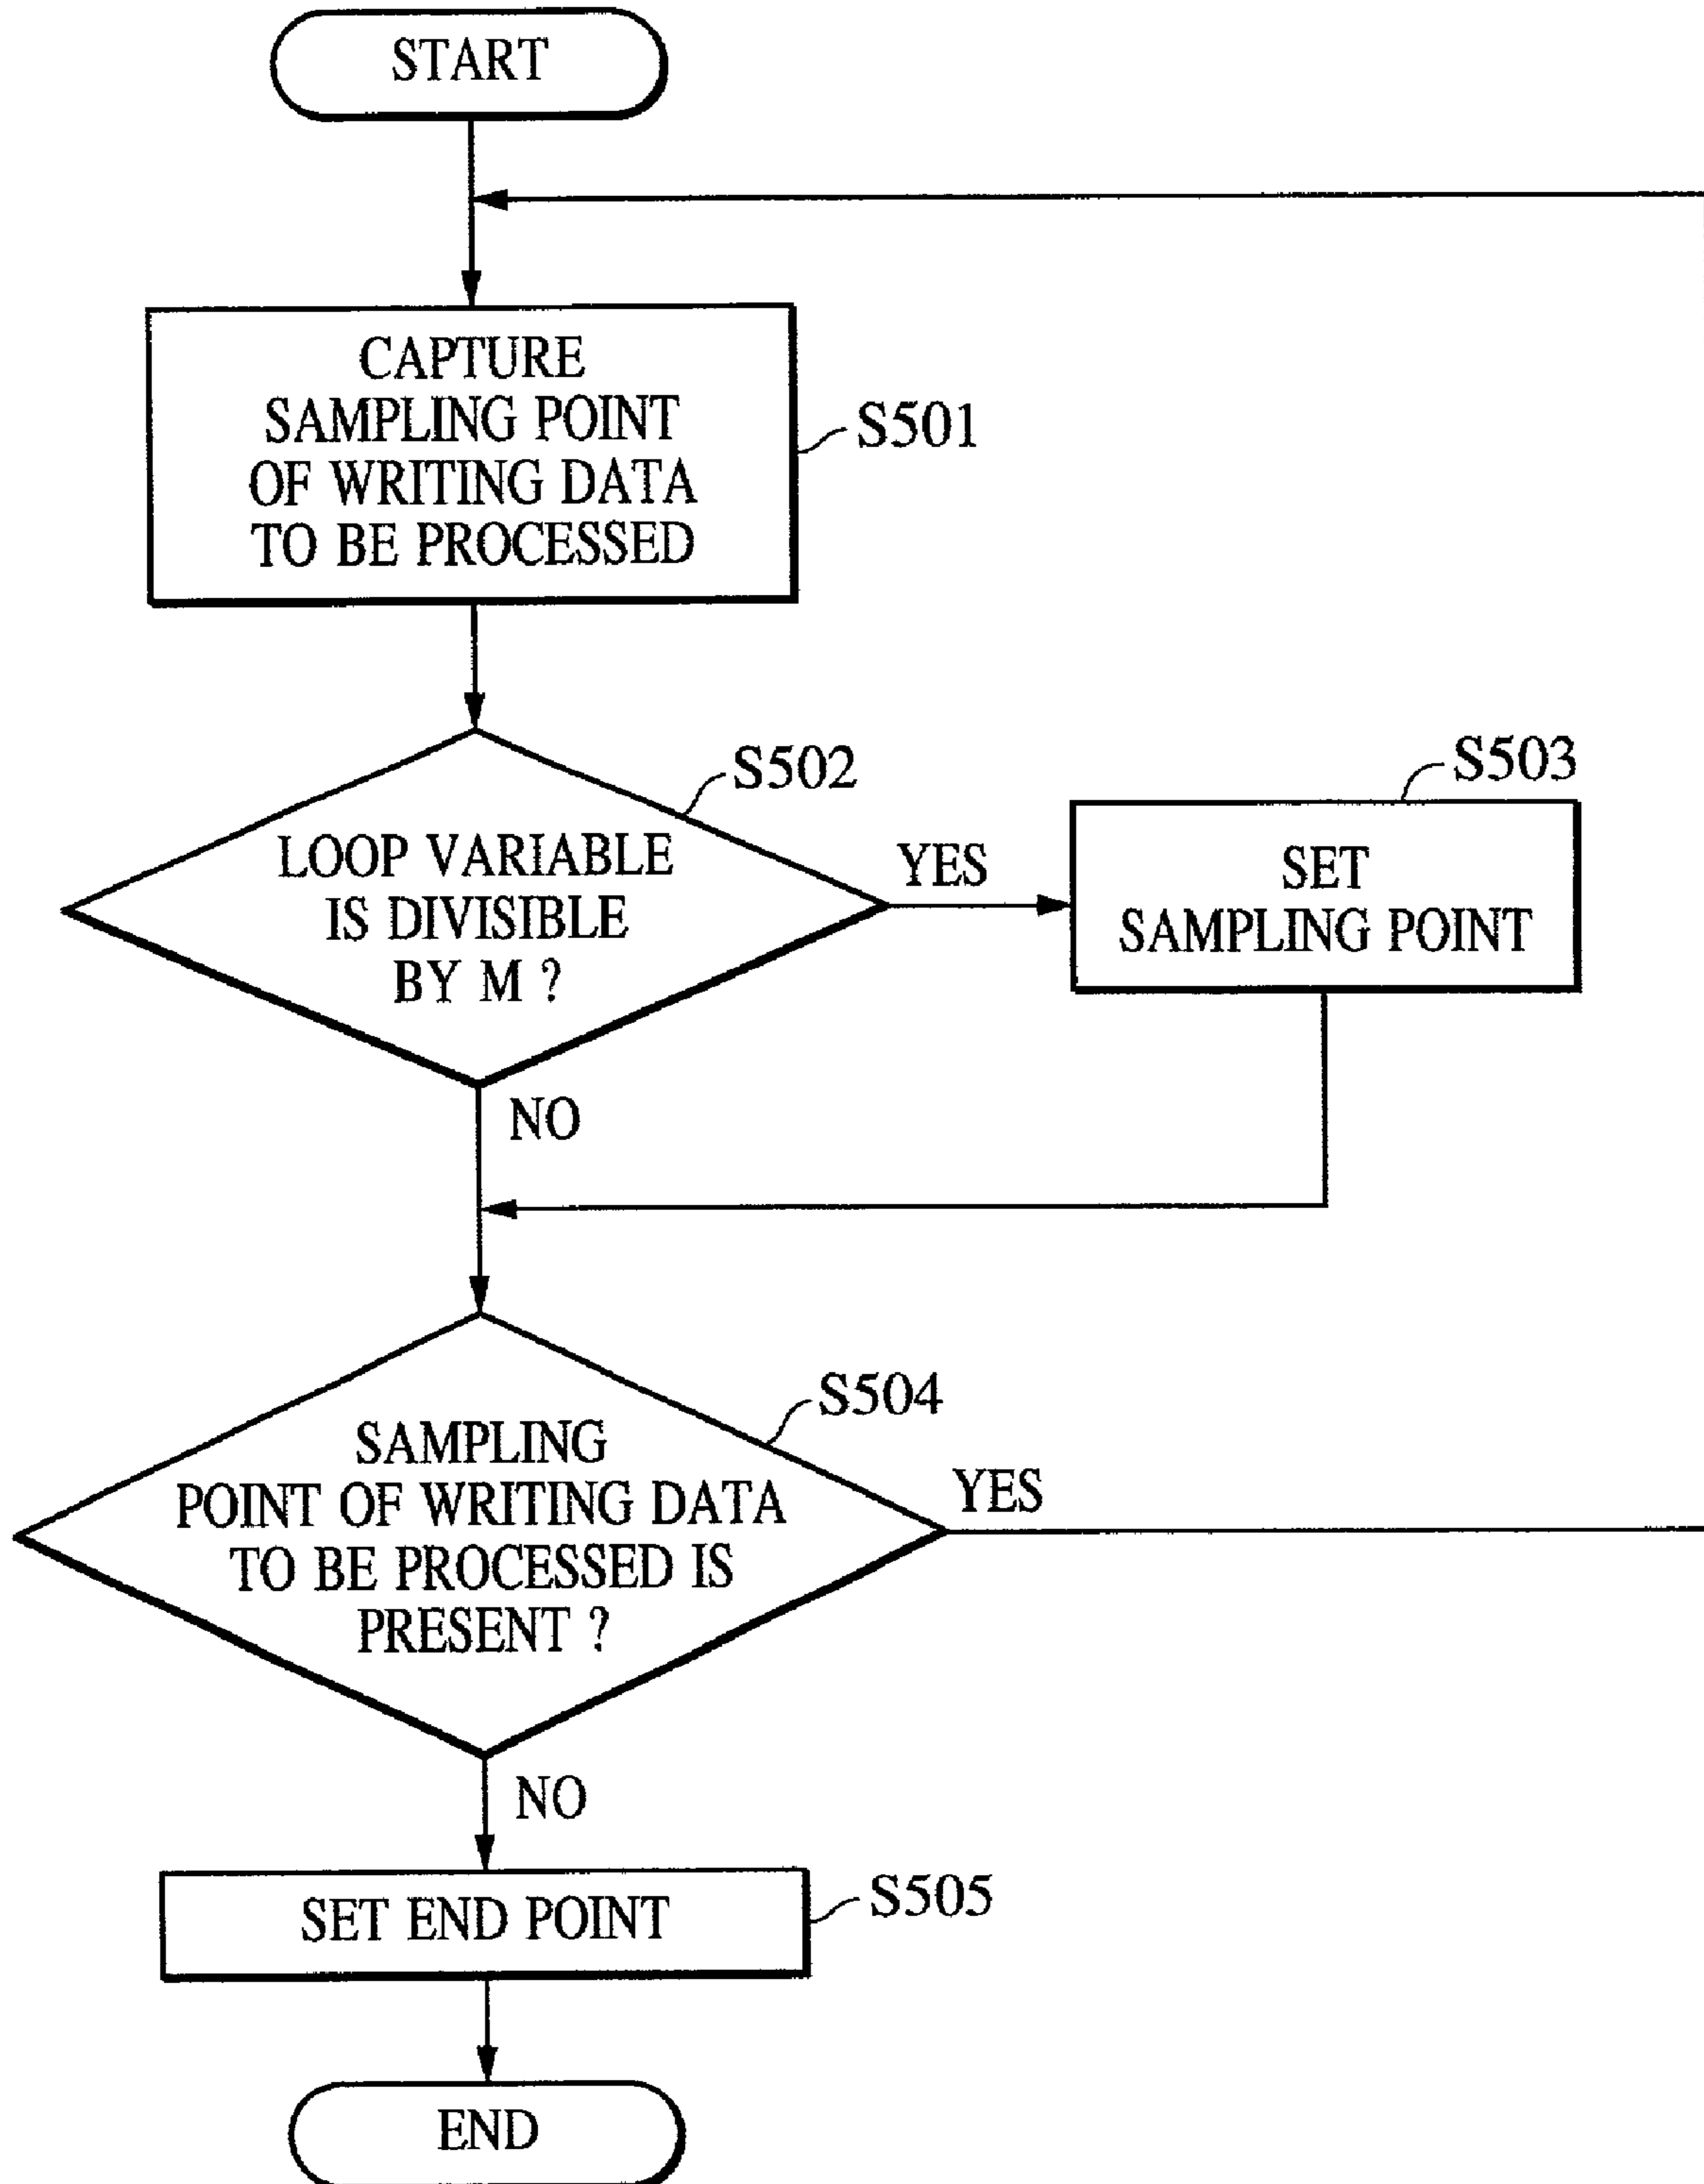 START
CAPTURE
SAMPLING POINT
OF WRITING DATA
TO BE PROCESSED
S501
S502
LOOP VARIABLE
IS DIVISIBLE
BY M ?
YES
S503
SET
SAMPLING POINT
NO
S504
SAMPLING
POINT OF WRITING DATA
TO BE PROCESSED IS
PRESENT ?
YES
NO
SET END POINT
S505
END